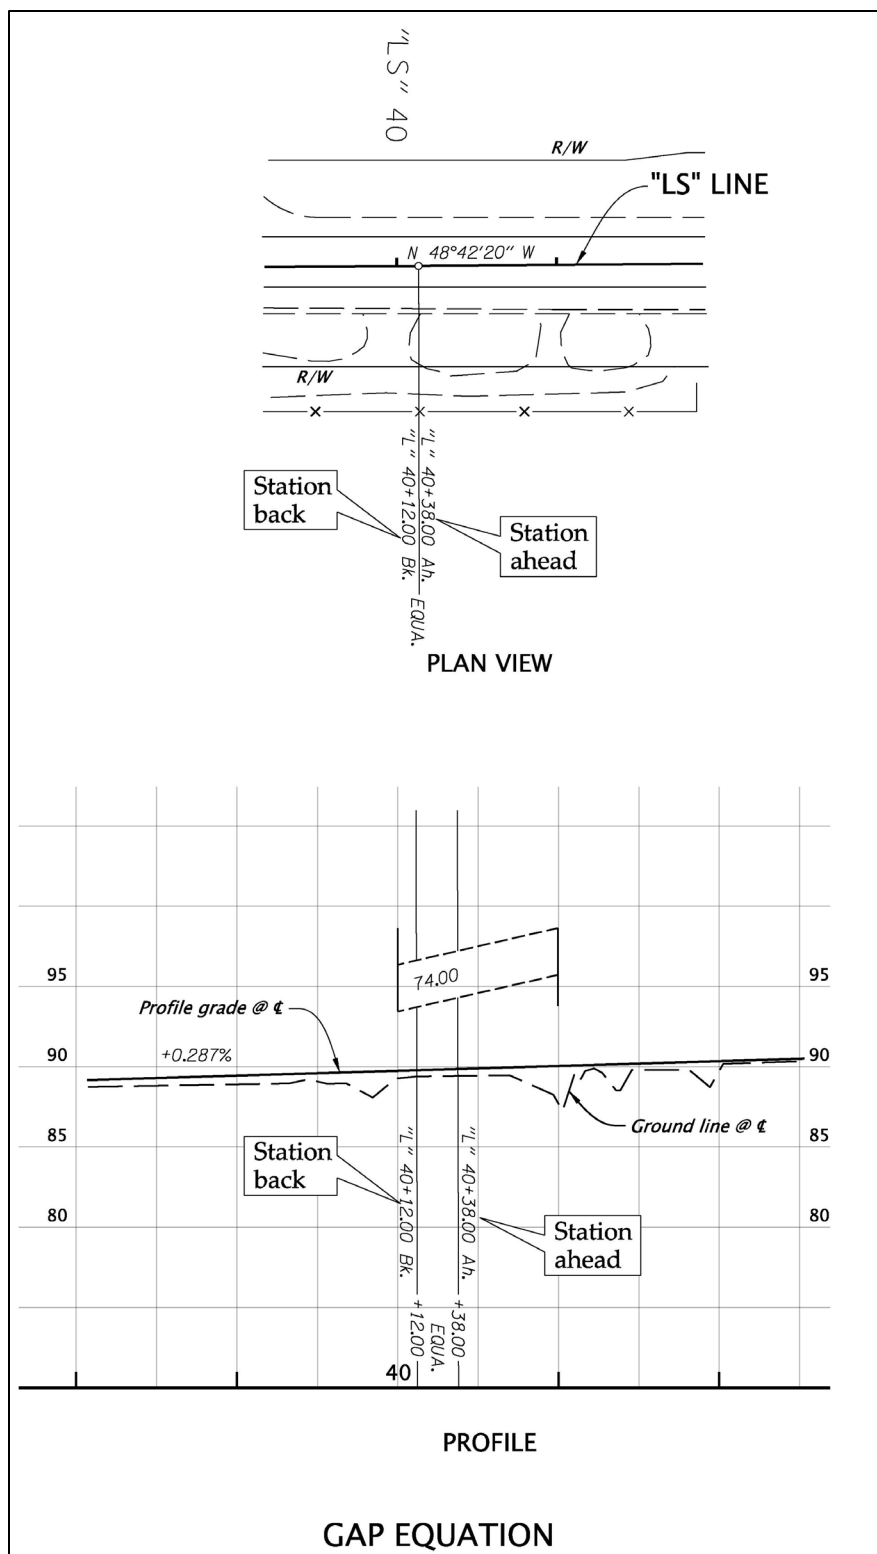 "LS" 40
R/W
"LS" LINE
N 48°42'20" W
R/W
"L" 40+38.00 Ah.
"L" 40+12.00 Bk.
EQUA.
Station
back
Station
ahead
PLAN VIEW
95
74.00
95
Profile grade @ ℄
90
+0.287%
90
85
Ground line @ ℄
85
Station
back
"L" 40+12.00 Bk.
"L" 40+38.00 Ah.
80
Station
ahead
80
+12.00
EQUA.
+38.00
40
PROFILE
GAP EQUATION